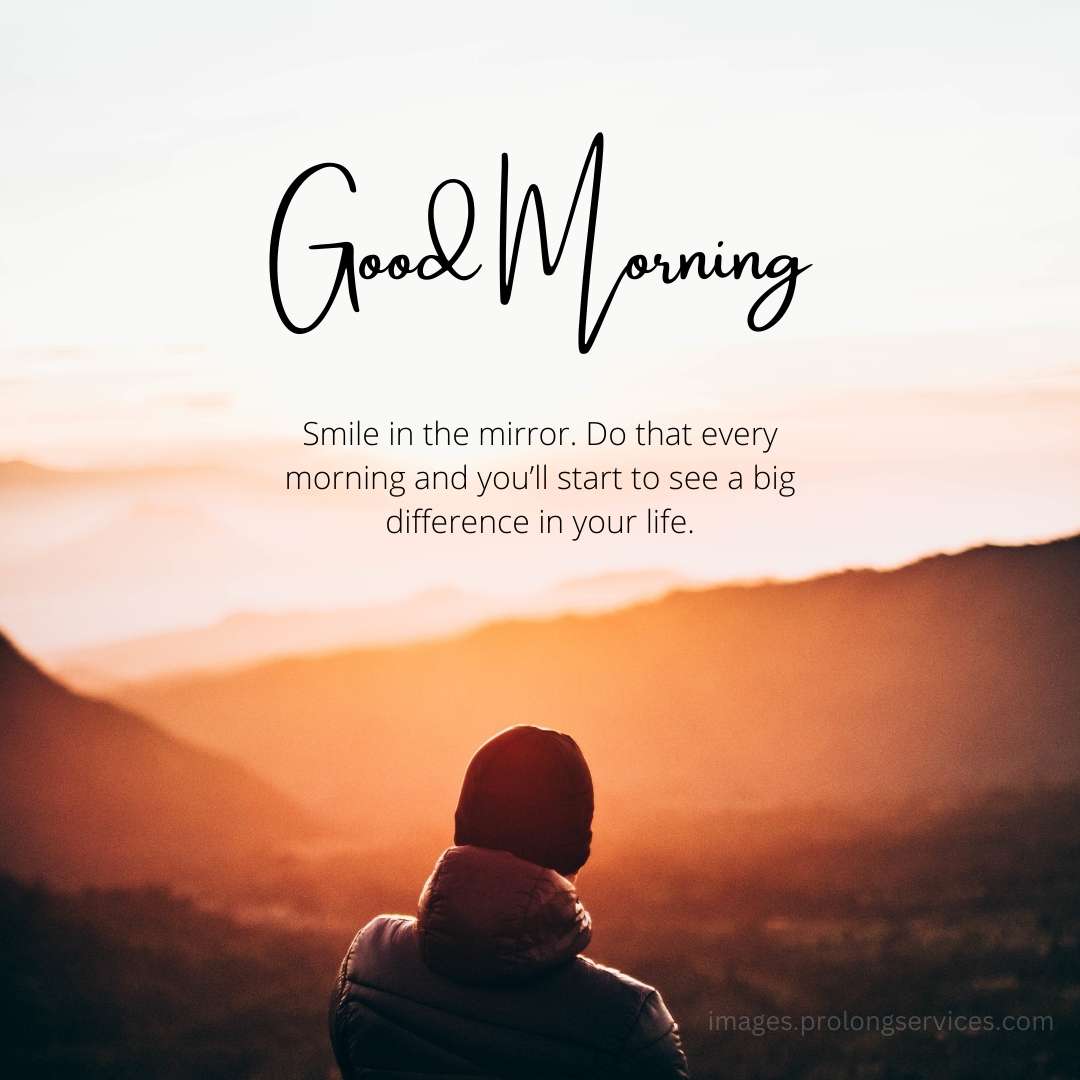 Good Morning
Smile in the mirror. Do that every
morning and you’ll start to see a big
difference in your life.
images.prolongservices.com